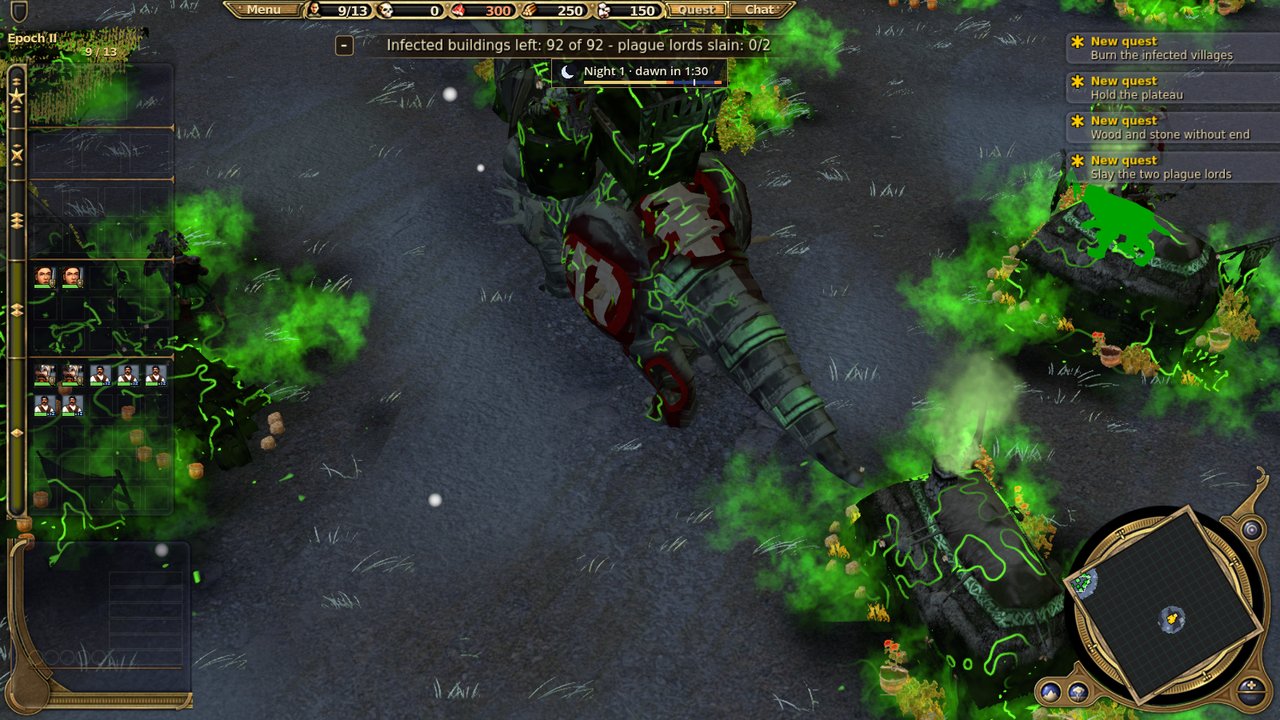 Menu
9/13
0
300
250
150
Quest
Chat
Epoch II
9 / 13
- Infected buildings left: 92 of 92 - plague lords slain: 0/2
Night 1 · dawn in 1:30
New quest
Burn the infected villages
New quest
Hold the plateau
New quest
Wood and stone without end
New quest
Slay the two plague lords